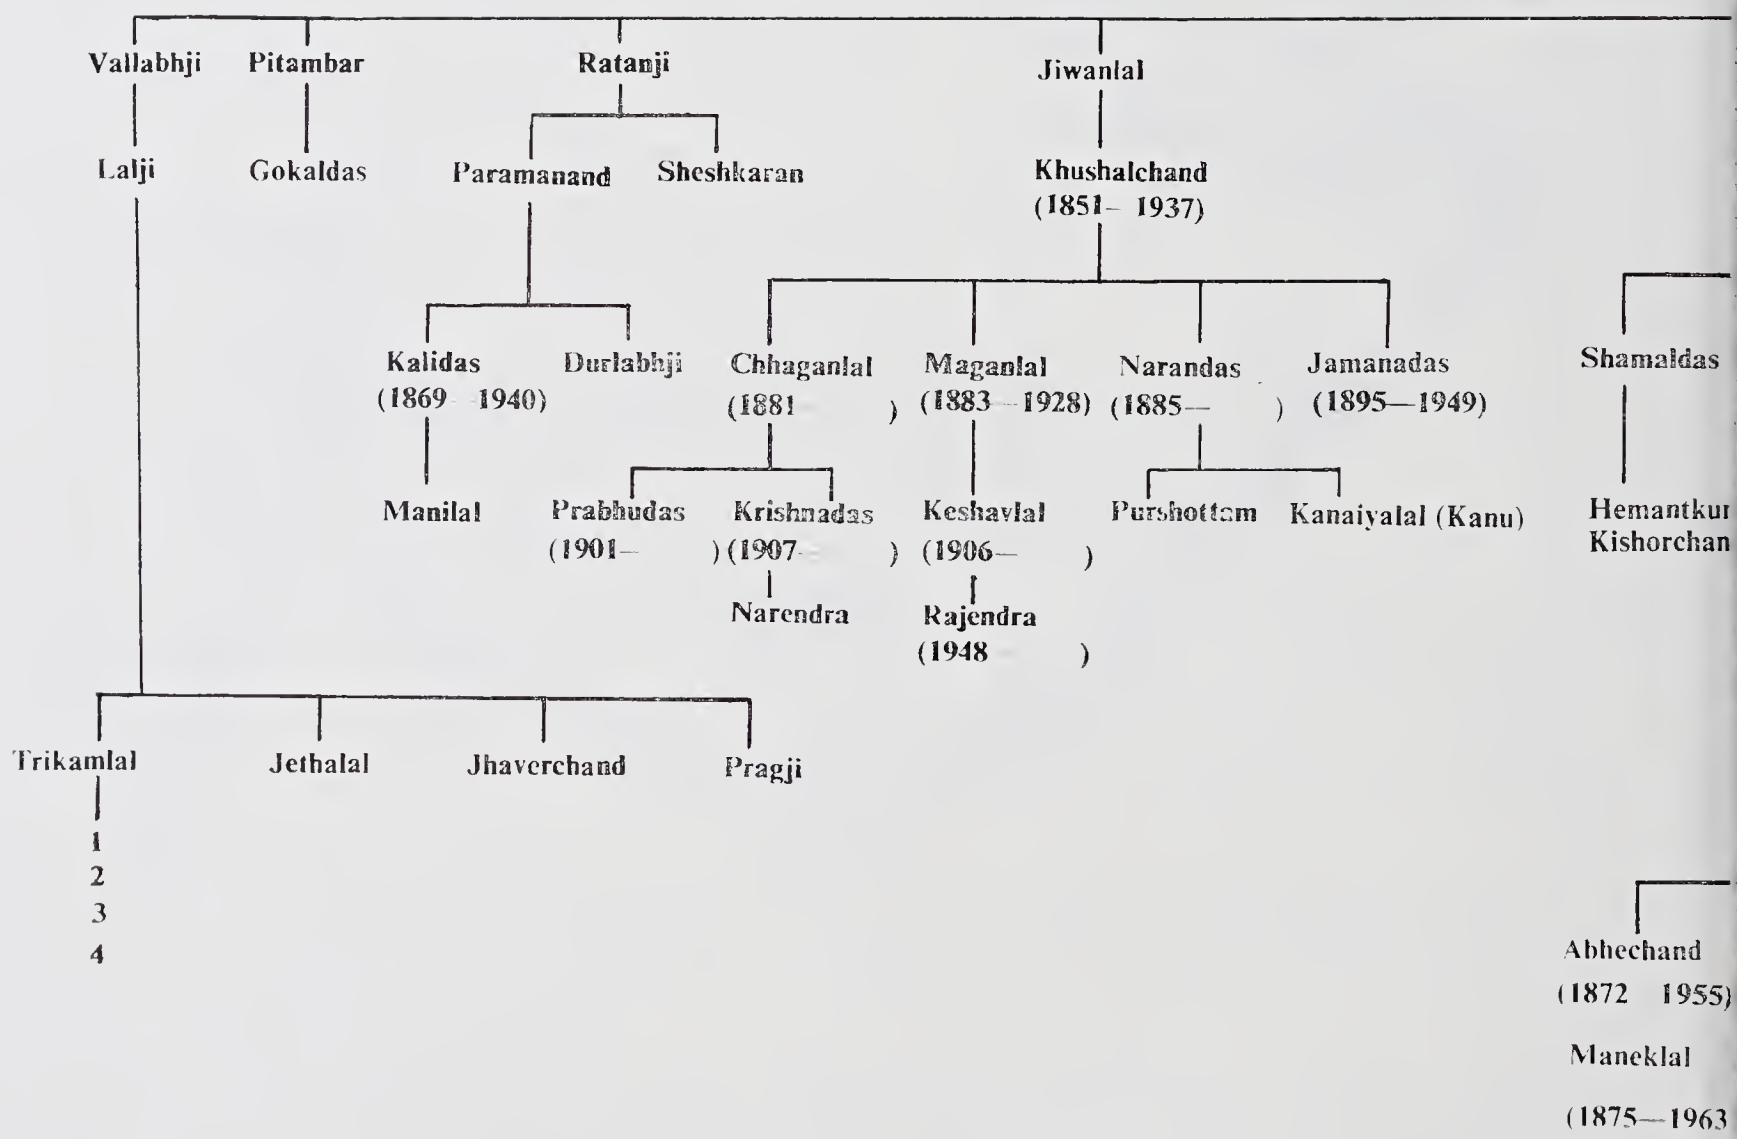 Vallabhji Pitambar Ratanji Jiwanlal
Lalji Gokaldas Paramanand Sheshkaran Khushalchand
(1851— 1937)
Kalidas Durlabhji Chhaganlal Maganlal Narandas Jamanadas Shamaldas
(1869 1940) (1881 ) (1883—1928) (1885— ) (1895—1949)
Manilal Prabhudas Krishnadas Keshavlal Purshottam Kanaiyalal (Kanu) Hemantkur
(1901— ) (1907- ) (1906— ) Kishorchan
Narendra Rajendra
(1948 )
Trikamlal Jethalal Jhaverchand Pragji
1
2
3
4
Abhechand
(1872 1955)
Maneklal
(1875—1963